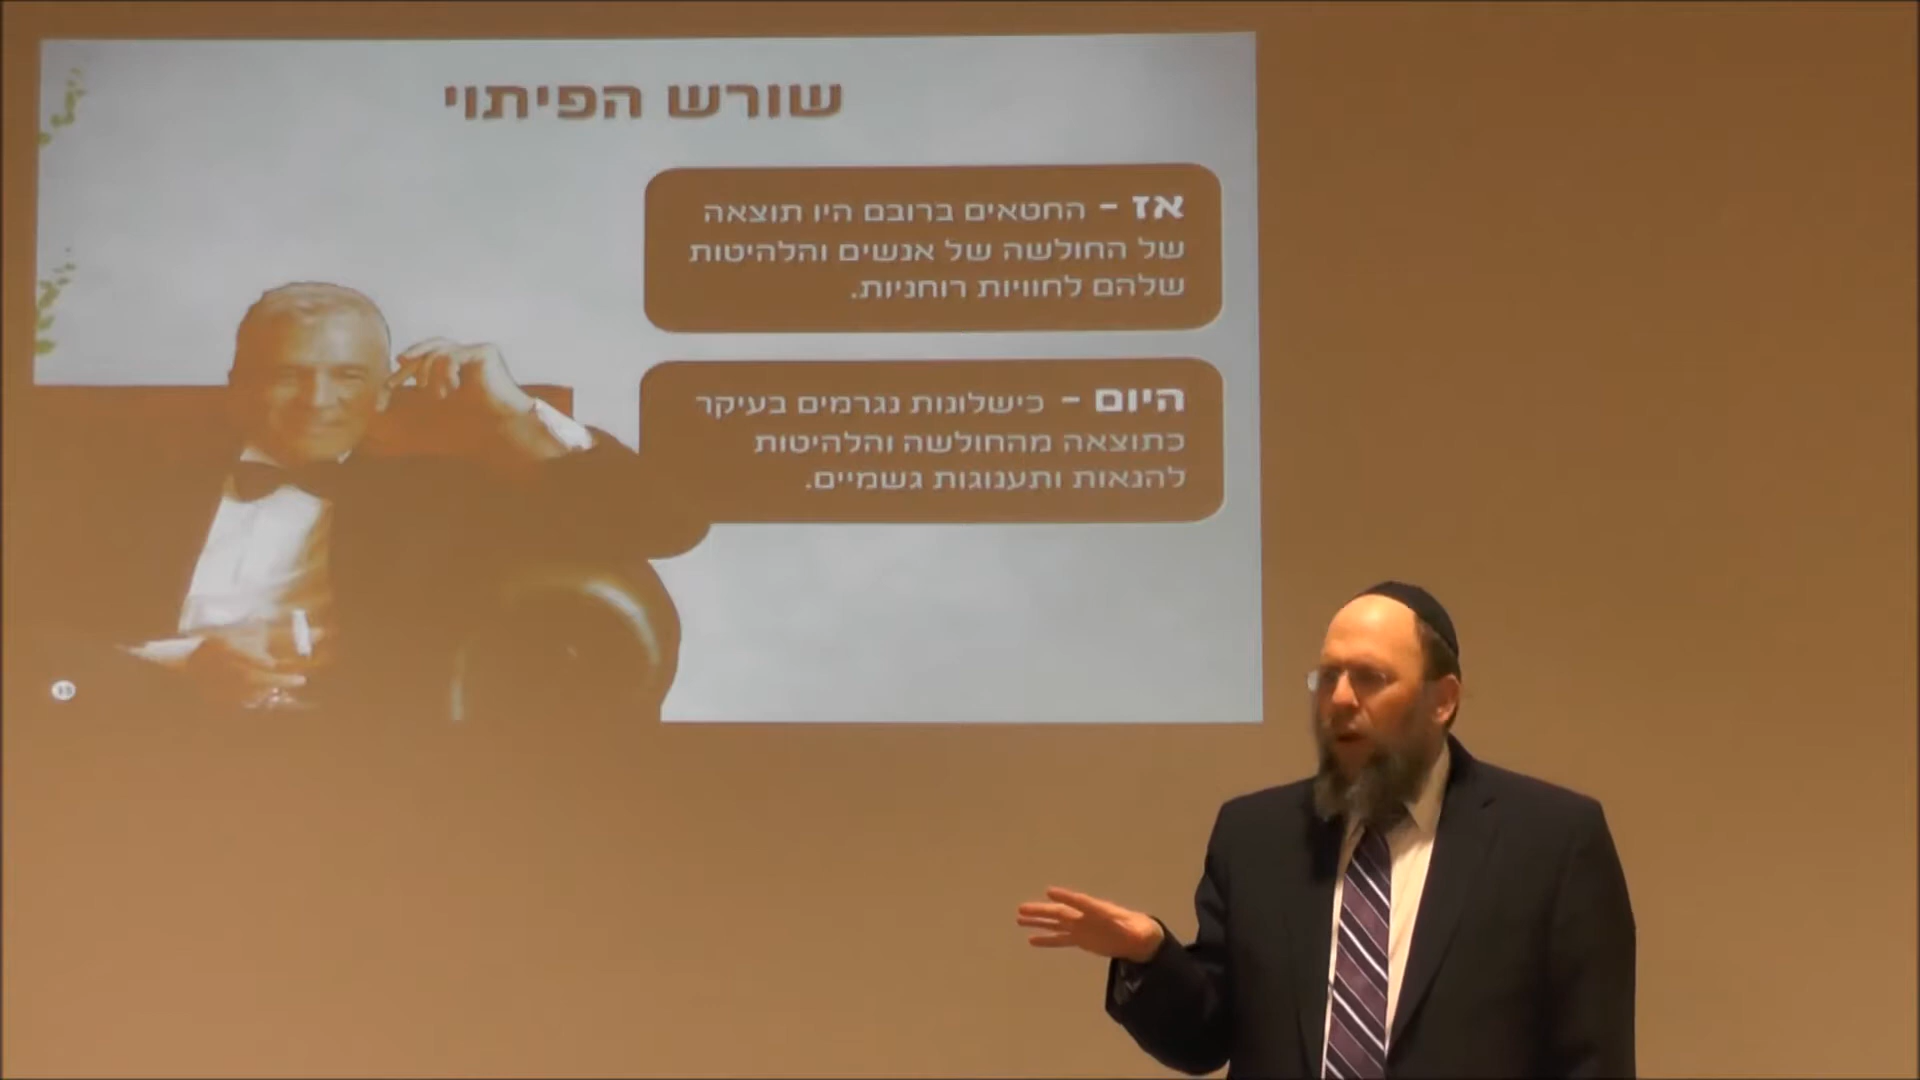 שורש הפיתוי
אז - החטאים ברובם היו תוצאה
של החולשה של אנשים והלהיטות
שלהם לחוויות רוחניות.
היום - כישלונות נגרמים בעיקר
כתוצאה מהחולשה והלהיטות
להנאות ותענוגות גשמיים.